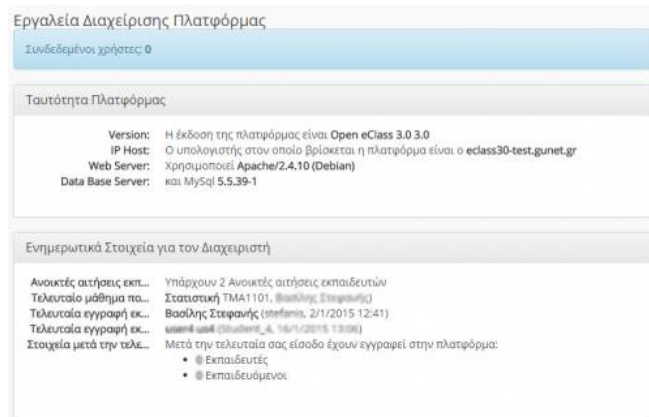 Εργαλεία Διαχείρισης Πλατφόρμας
Συνδεδεμένοι χρήστες: 0
Ταυτότητα Πλατφόρμας
Version: Η έκδοση της πλατφόρμας είναι Open eClass 3.0 3.0
IP Host: Ο υπολογιστής στον οποίο βρίσκεται η πλατφόρμα είναι ο eclass30-test.gunet.gr
Web Server: Χρησιμοποιεί Apache/2.4.10 (Debian)
Data Base Server: και MySql 5.5.39-1
Ενημερωτικά Στοιχεία για τον Διαχειριστή
Ανοικτές αιτήσεις εκπ... Υπάρχουν 2 Ανοικτές αιτήσεις εκπαιδευτών
Τελευταίο μάθημα πο... Στατιστική TMA1101,
Τελευταία εγγραφή εκ... Βασίλης Στεφανής (stefanis, 2/1/2015 12:41)
Τελευταία εγγραφή εκ...
Στοιχεία μετά την τελε... Μετά την τελευταία σας είσοδο έχουν εγγραφεί στην πλατφόρμα:
• Εκπαιδευτές
• Εκπαιδευόμενοι